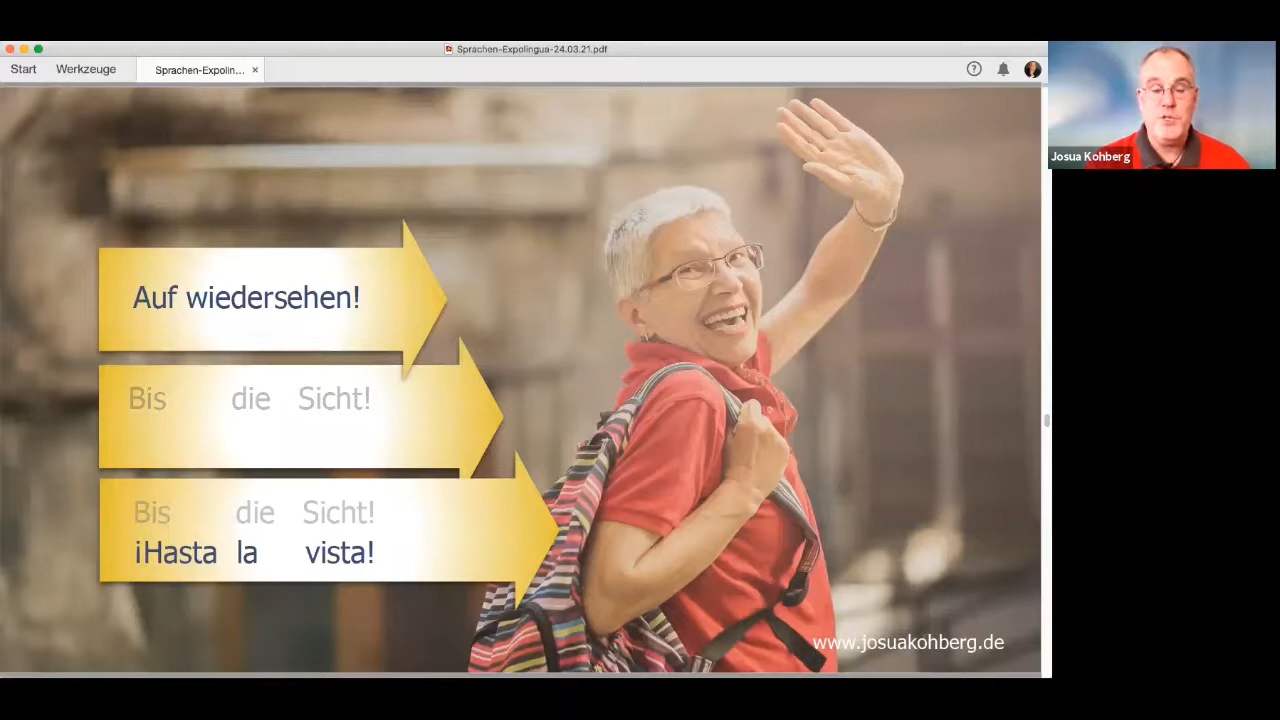 Sprachen-Expolingua-24.03.21.pdf
Start Werkzeuge Sprachen-Expolin... ×
?
Josua Kohberg
Auf wiedersehen!
Bis die Sicht!
Bis die Sicht!
¡Hasta la vista!
www.josuakohberg.de